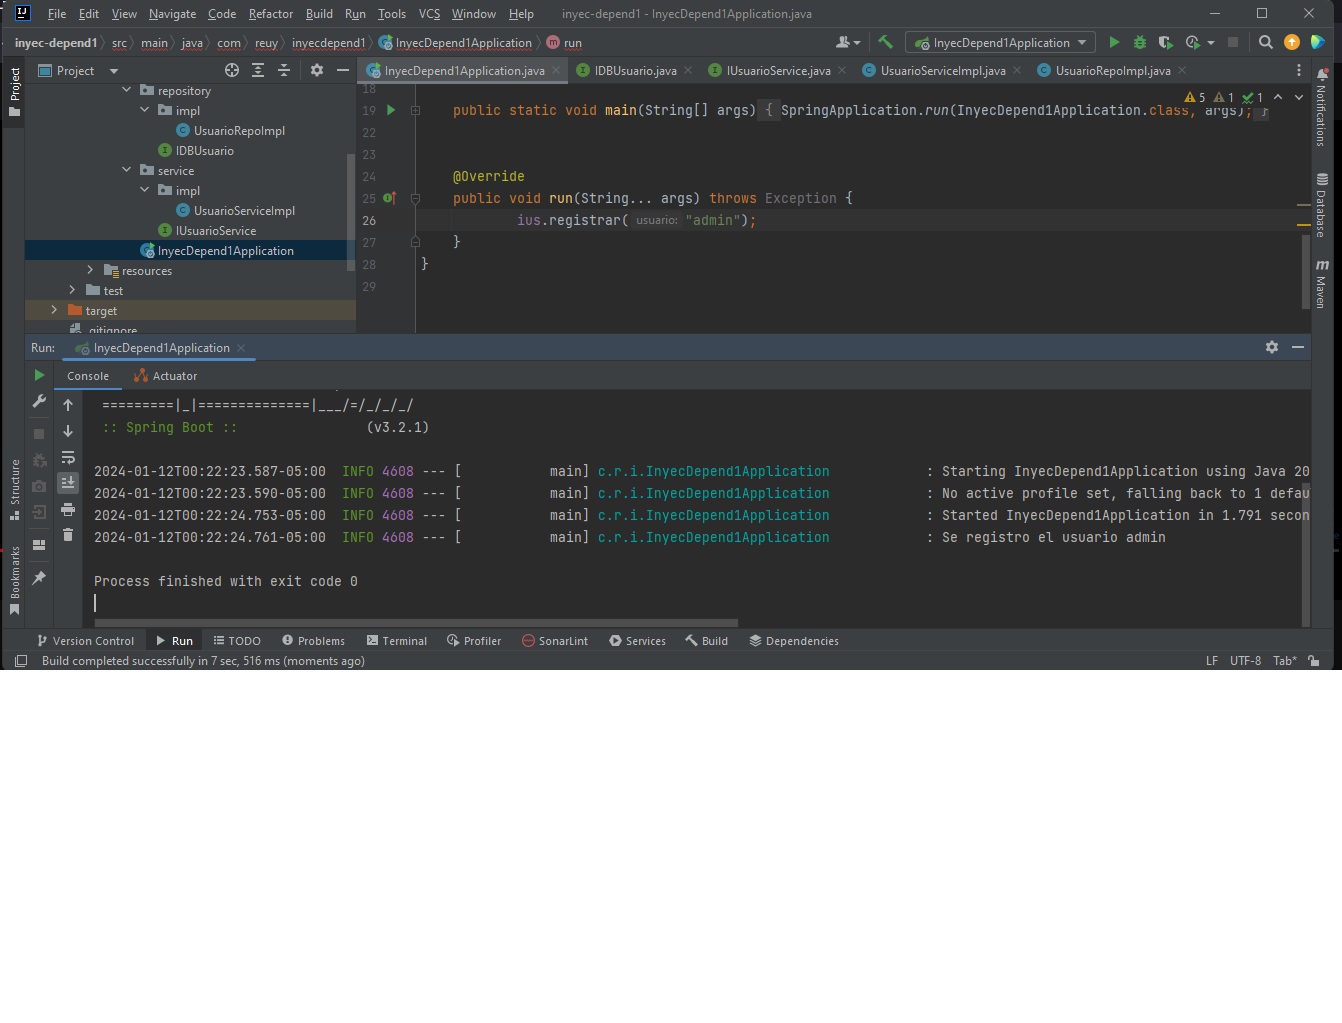 File Edit View Navigate Code Refactor Build Run Tools VCS Window Help inyec-depend1 - InyecDepend1Application.java
inyec-depend1 src main java com reuy inyecdepend1 InyecDepend1Application run InyecDepend1Application
Project
Project
InyecDepend1Application.java IDBUsuario.java IUsuarioService.java UsuarioServiceImpl.java UsuarioRepoImpl.java
repository
impl
UsuarioRepoImpl
IDBUsuario
service
impl
UsuarioServiceImpl
IUsuarioService
InyecDepend1Application
resources
test
target
.gitignore
5 1 1
18
19 public static void main(String[] args) { SpringApplication.run(InyecDepend1Application.class, args); }
22
23
24 @Override
25 public void run(String... args) throws Exception {
26 ius.registrar( usuario: "admin");
27 }
28 }
29
Notifications
Database
m Maven
Run: InyecDepend1Application
Console Actuator
=========|_|==============|___/=/_/_/_/
:: Spring Boot :: (v3.2.1)
2024-01-12T00:22:23.587-05:00 INFO 4608 --- [ main] c.r.i.InyecDepend1Application : Starting InyecDepend1Application using Java 20
2024-01-12T00:22:23.590-05:00 INFO 4608 --- [ main] c.r.i.InyecDepend1Application : No active profile set, falling back to 1 defau
2024-01-12T00:22:24.753-05:00 INFO 4608 --- [ main] c.r.i.InyecDepend1Application : Started InyecDepend1Application in 1.791 secon
2024-01-12T00:22:24.761-05:00 INFO 4608 --- [ main] c.r.i.InyecDepend1Application : Se registro el usuario admin
Process finished with exit code 0
Structure
Bookmarks
Version Control Run TODO Problems Terminal Profiler SonarLint Services Build Dependencies
Build completed successfully in 7 sec, 516 ms (moments ago) LF UTF-8 Tab*